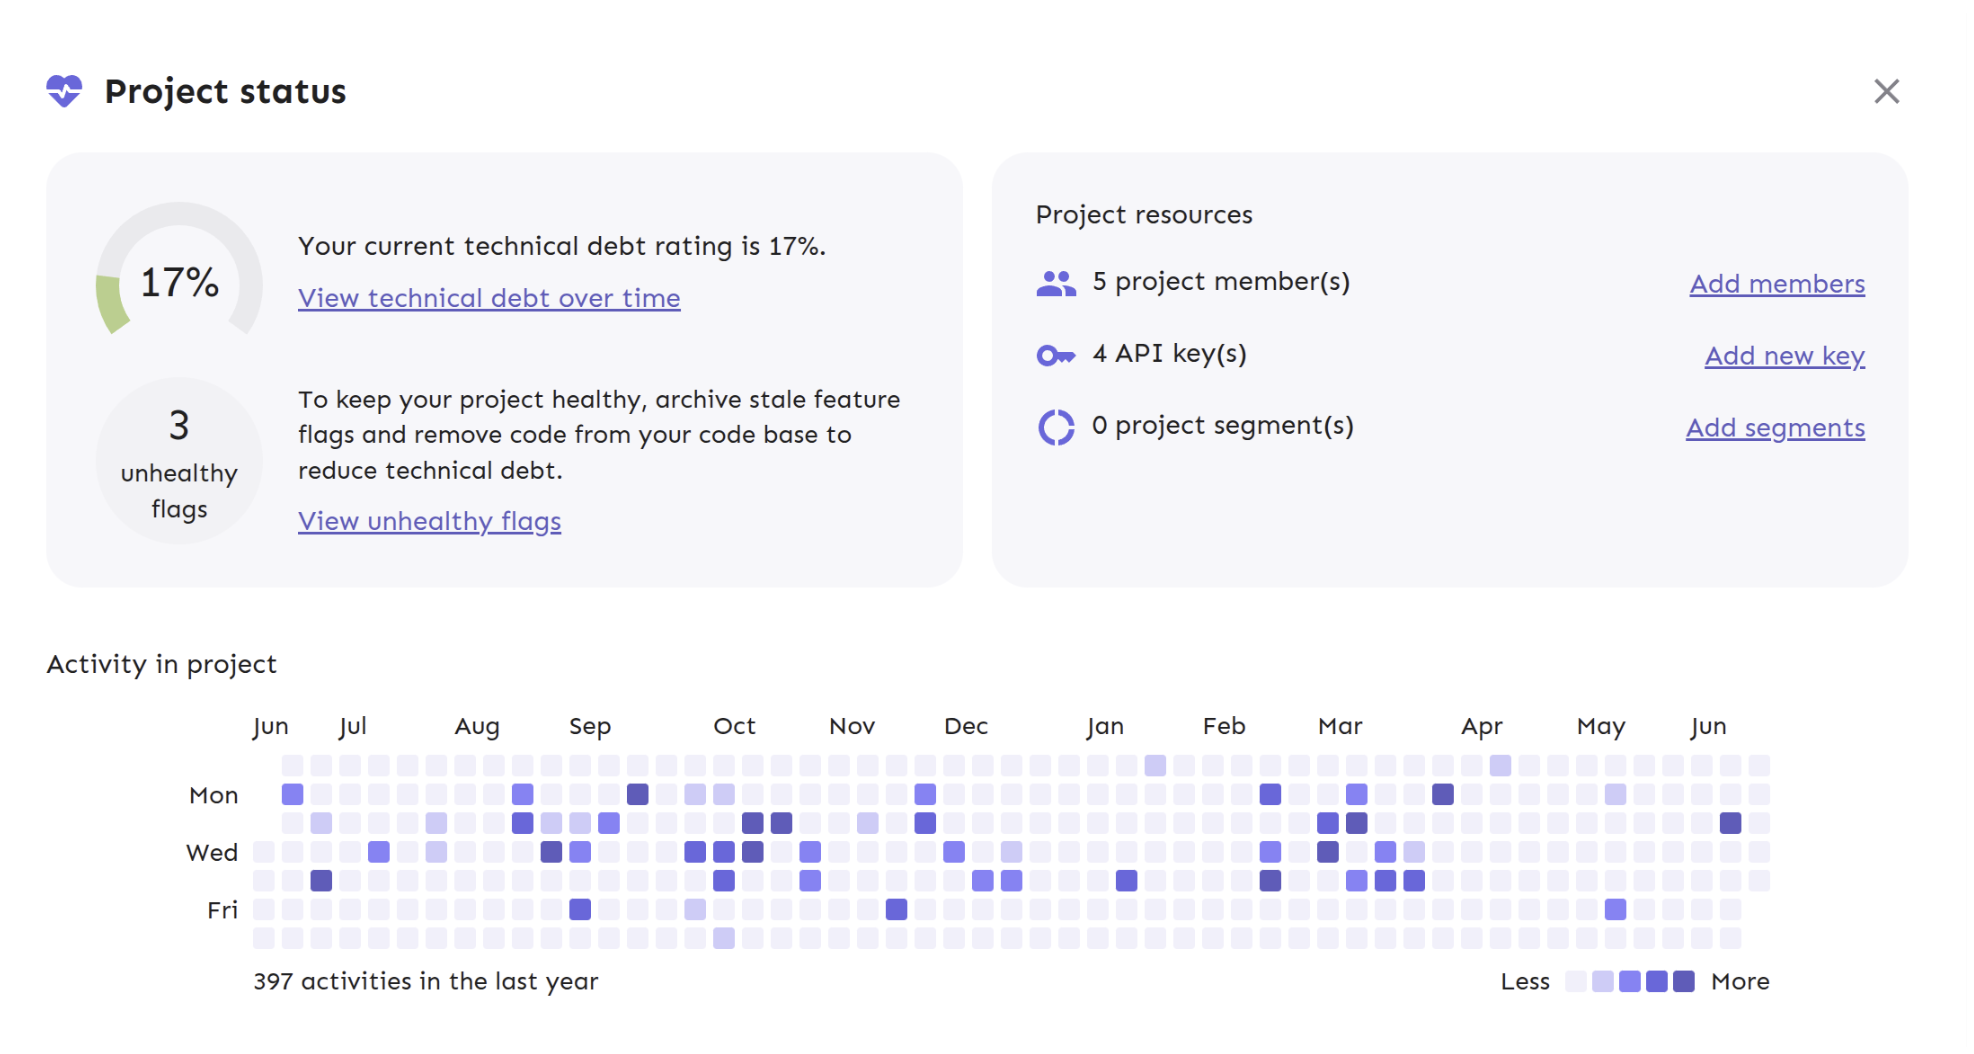 Project status
17%
Your current technical debt rating is 17%.
View technical debt over time
3
unhealthy
flags
To keep your project healthy, archive stale feature
flags and remove code from your code base to
reduce technical debt.
View unhealthy flags
Project resources
5 project member(s)
Add members
4 API key(s)
Add new key
0 project segment(s)
Add segments
Activity in project
Jun Jul Aug Sep Oct Nov Dec Jan Feb Mar Apr May Jun
Mon
Wed
Fri
397 activities in the last year
Less More